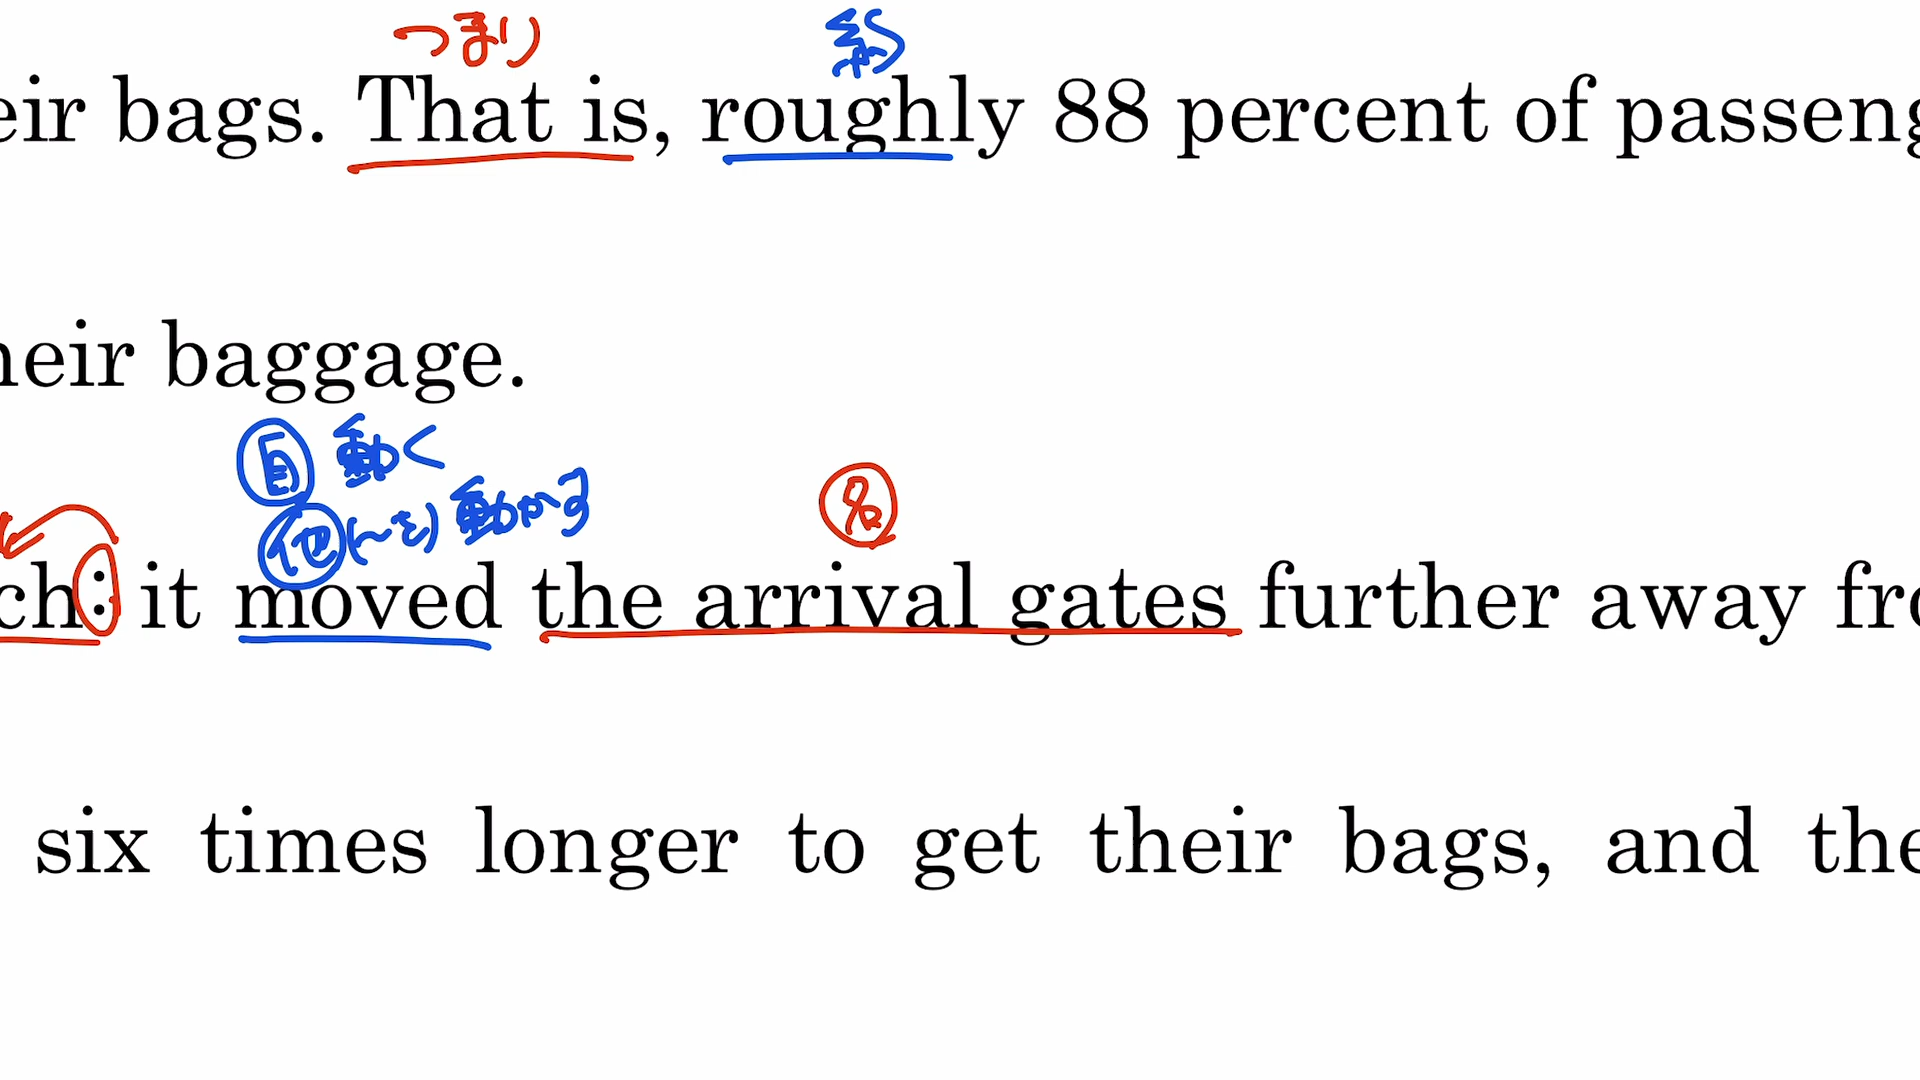 つまり 約
eir bags. That is, roughly 88 percent of passeng
heir baggage.
自 動く
他 (〜を) 動かす 名
ch: it moved the arrival gates further away fro
six times longer to get their bags, and the